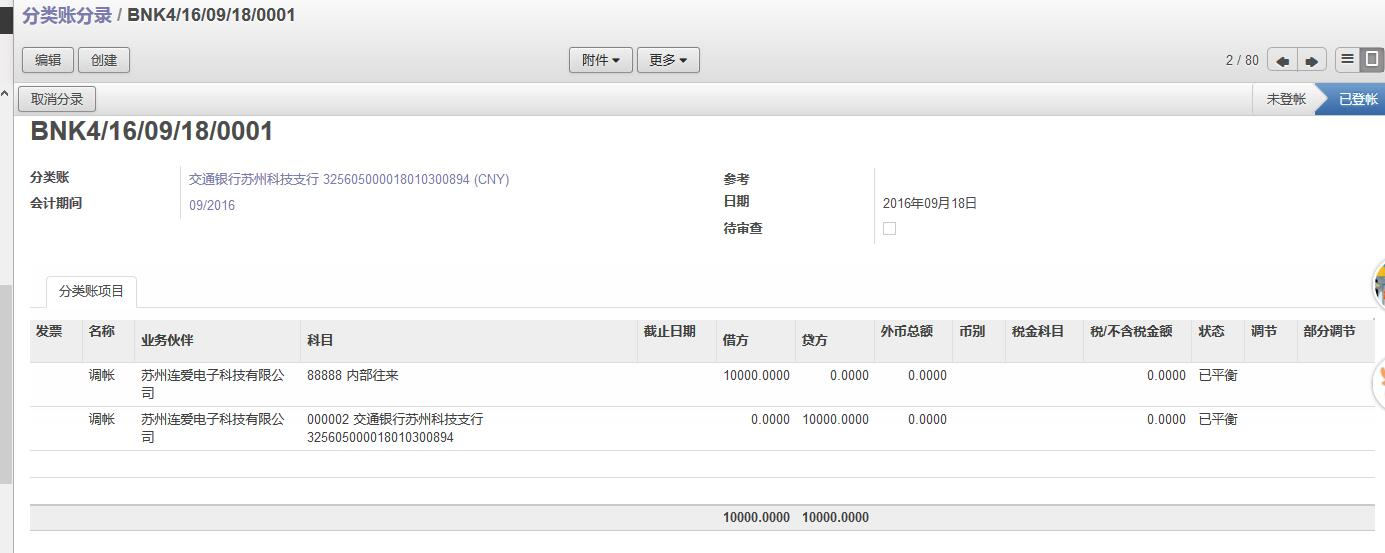 分类账分录 / BNK4/16/09/18/0001
编辑 创建 附件 更多 2 / 80
取消分录 未登帐 已登帐
BNK4/16/09/18/0001
分类账 交通银行苏州科技支行 325605000018010300894 (CNY) 参考
会计期间 09/2016 日期 2016年09月18日
待审查
分类账项目
发票 名称 业务伙伴 科目 截止日期 借方 贷方 外币总额 币别 税金科目 税/不含税金额 状态 调节 部分调节
调帐 苏州连爱电子科技有限公 88888 内部往来 10000.0000 0.0000 0.0000 0.0000 已平衡
司
调帐 苏州连爱电子科技有限公 000002 交通银行苏州科技支行 0.0000 10000.0000 0.0000 0.0000 已平衡
司 325605000018010300894
10000.0000 10000.0000